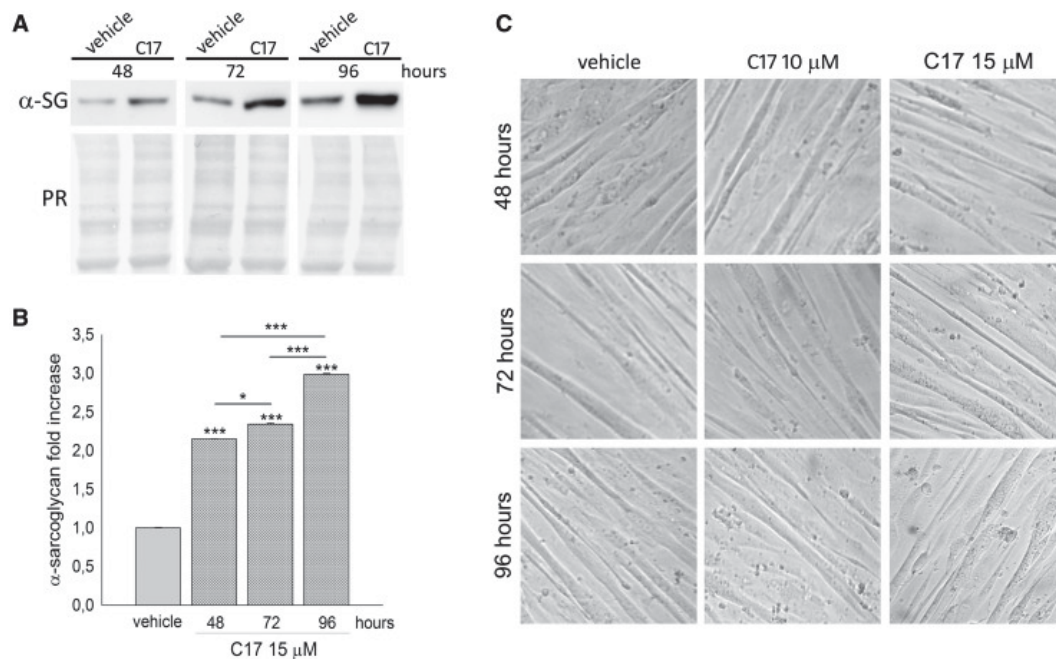 A
vehicle C17 vehicle C17 vehicle C17
48 72 96 hours
α-SG
PR
B
α-sarcoglycan fold increase
3,5
3,0
2,5
2,0
1,5
1,0
0,5
0,0
***
***
*
*** *** ***
vehicle 48 72 96 hours
C17 15 μM
C
vehicle C17 10 μM C17 15 μM
48 hours
72 hours
96 hours